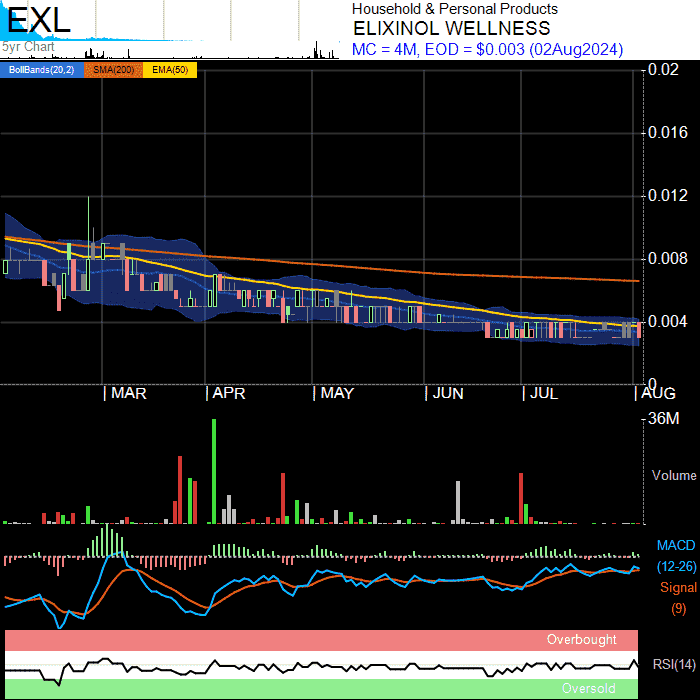 EXL
5yr Chart
Household & Personal Products
ELIXINOL WELLNESS
MC = 4M, EOD = $0.003 (02Aug2024)
BollBands(20,2) SMA(200) EMA(50)
0.02
0.016
0.012
0.008
0.004
0
MAR APR MAY JUN JUL AUG
36M
Volume
MACD
(12-26)
Signal
(9)
Overbought
RSI(14)
Oversold